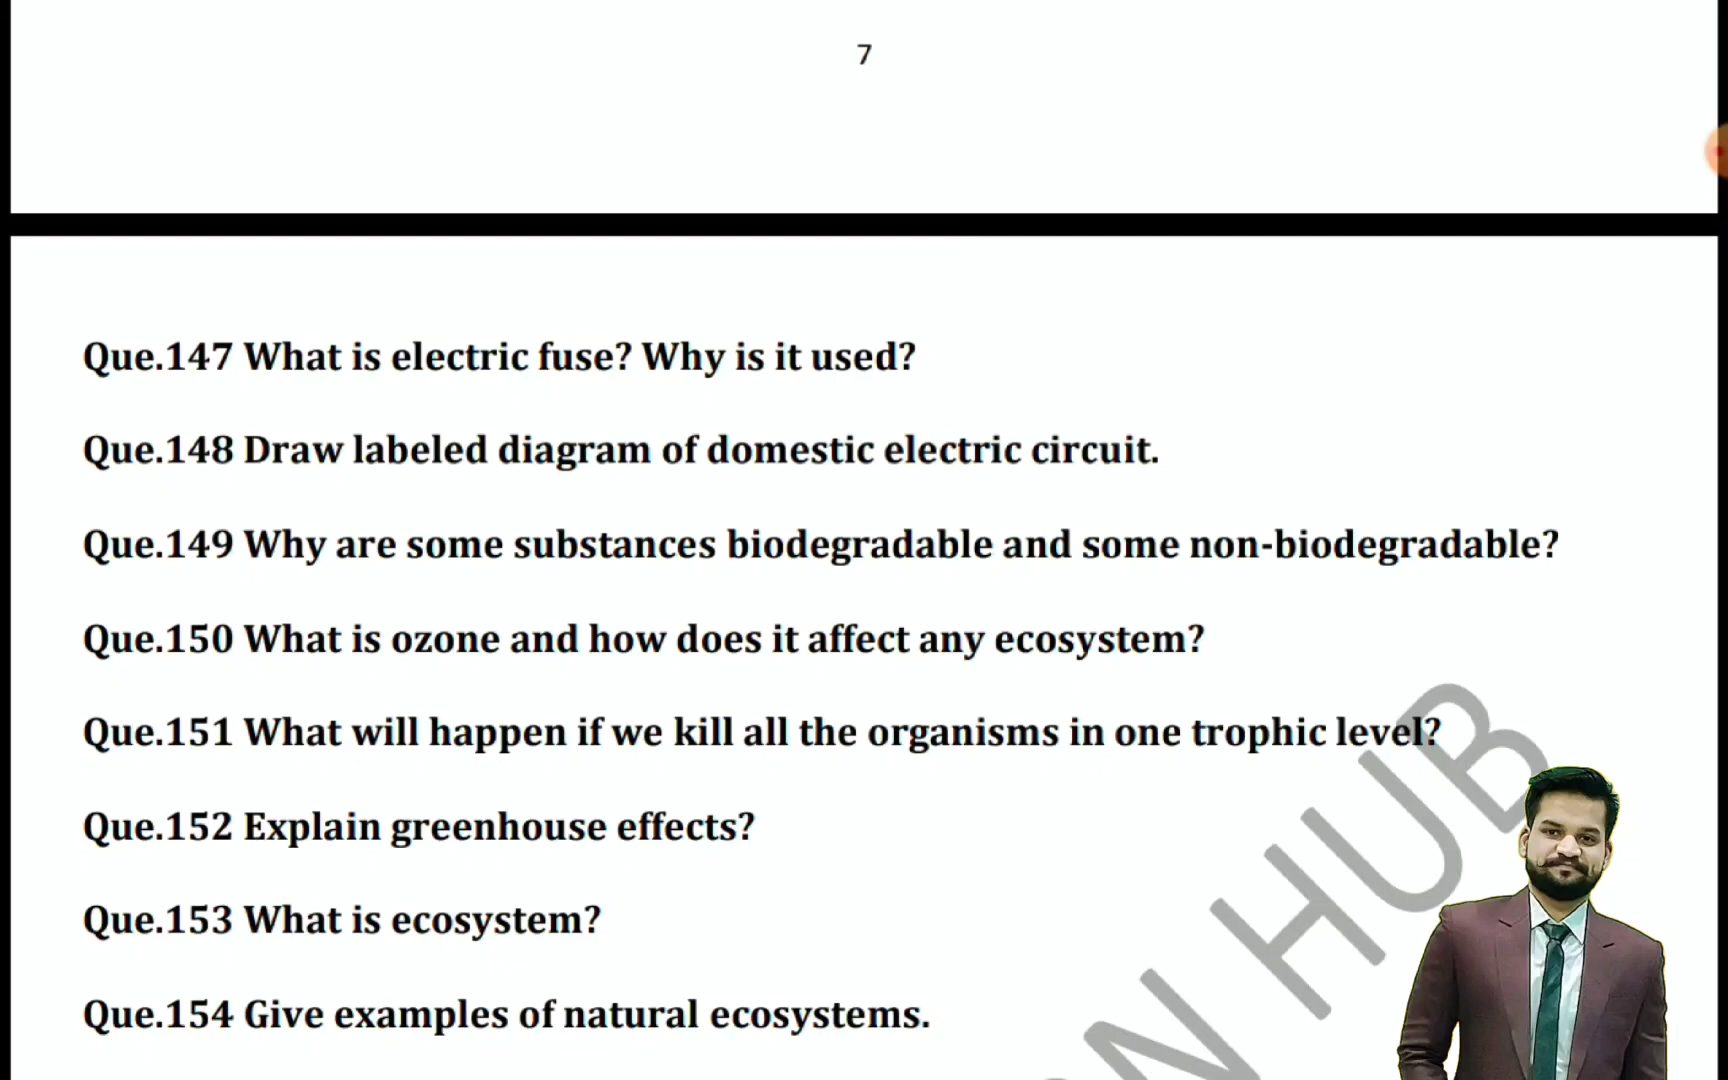 7
Que.147 What is electric fuse? Why is it used?
Que.148 Draw labeled diagram of domestic electric circuit.
Que.149 Why are some substances biodegradable and some non-biodegradable?
Que.150 What is ozone and how does it affect any ecosystem?
Que.151 What will happen if we kill all the organisms in one trophic level?
Que.152 Explain greenhouse effects?
Que.153 What is ecosystem?
Que.154 Give examples of natural ecosystems.
HUB